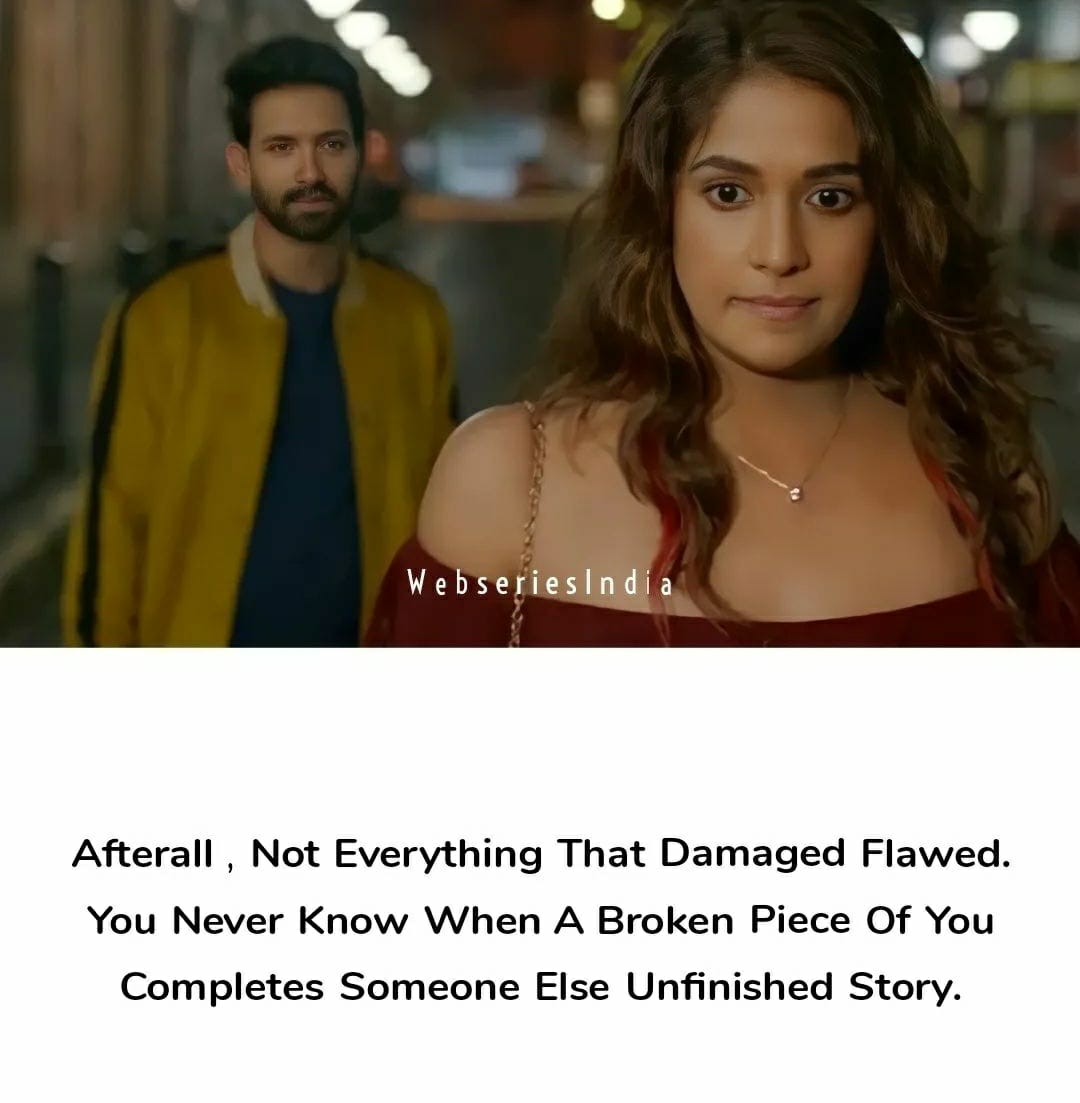 WebseriesIndia
Afterall , Not Everything That Damaged Flawed.
You Never Know When A Broken Piece Of You
Completes Someone Else Unfinished Story.